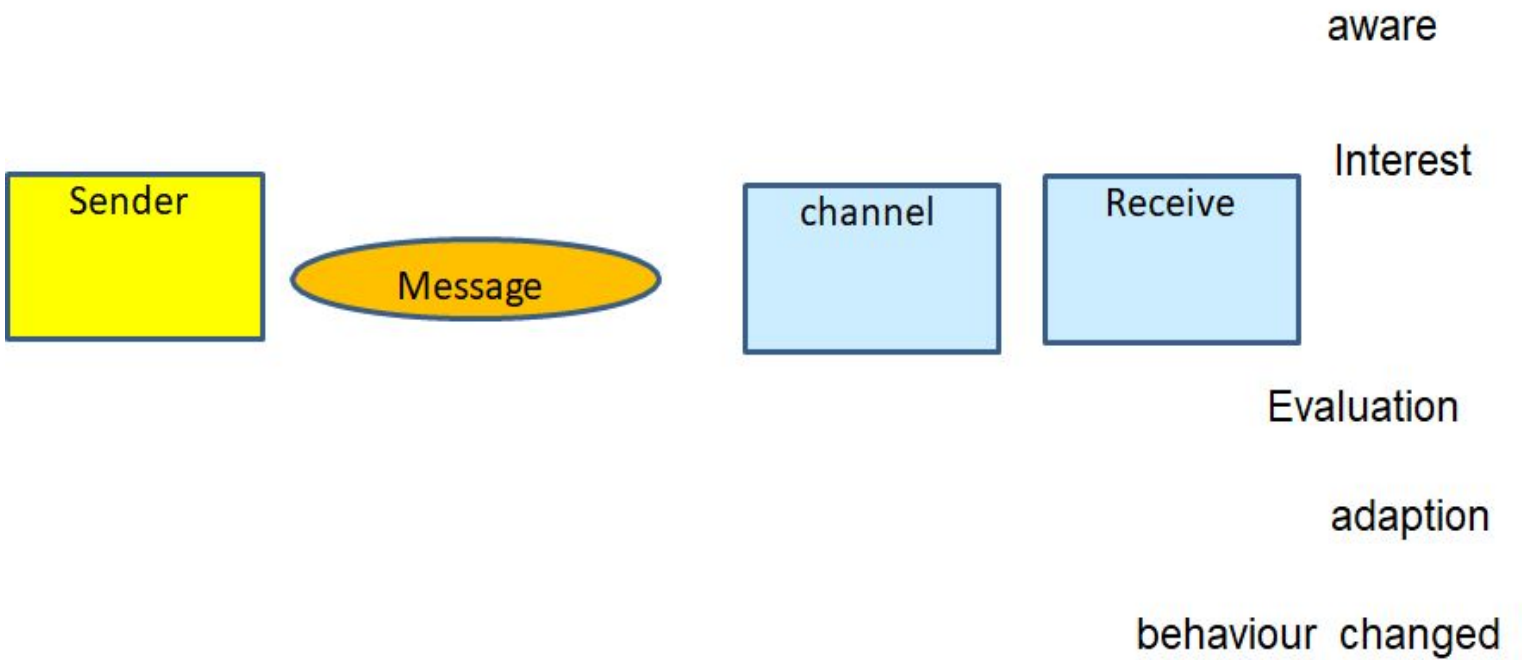 aware
Interest
Sender
Message
channel
Receive
Evaluation
adaption
behaviour changed